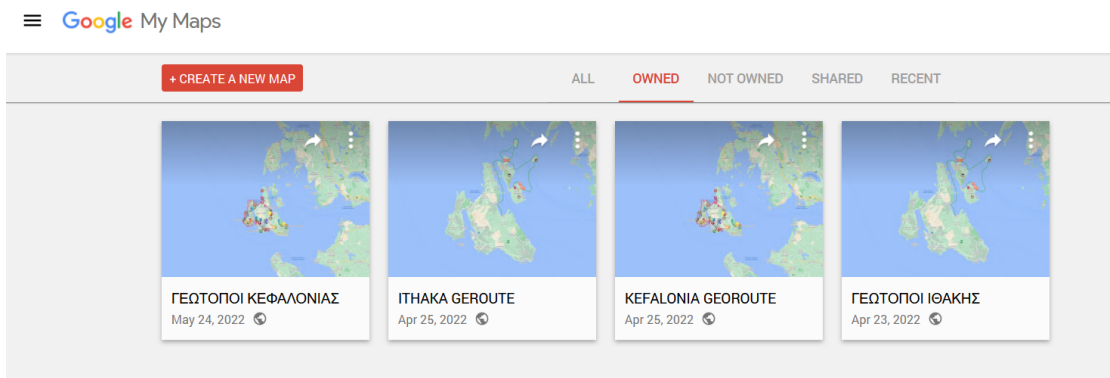 Google My Maps
+ CREATE A NEW MAP
ALL OWNED NOT OWNED SHARED RECENT
ΓΕΩΤΟΠΟΙ ΚΕΦΑΛΟΝΙΑΣ
May 24, 2022
ITHAKA GEROUTE
Apr 25, 2022
KEFALONIA GEOROUTE
Apr 25, 2022
ΓΕΩΤΟΠΟΙ ΙΘΑΚΗΣ
Apr 23, 2022